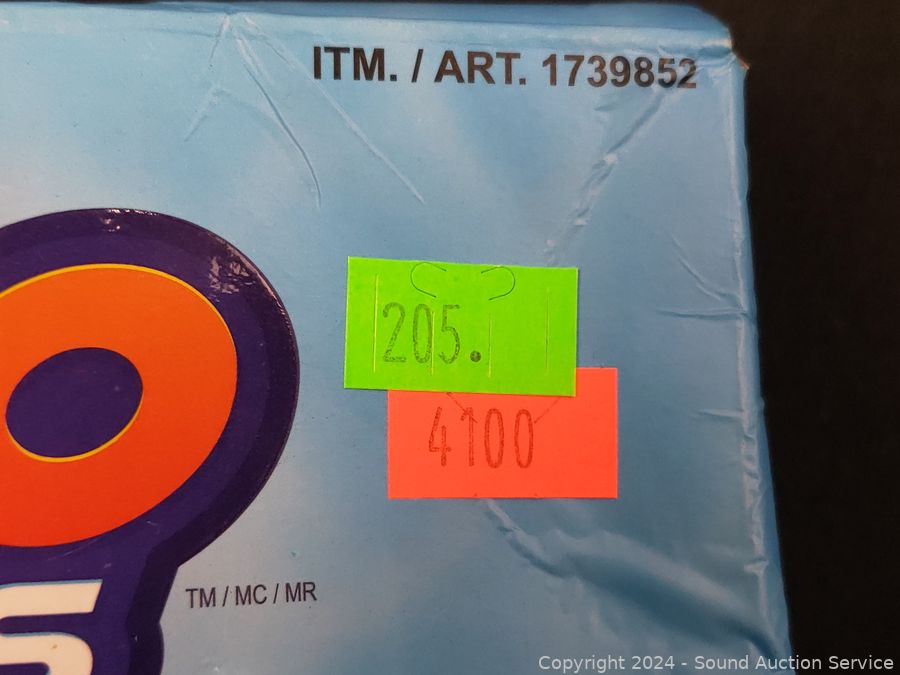 ITM. / ART. 1739852
205.
4100
TM / MC / MR
S
Copyright © 2024 - Sound Auction Service